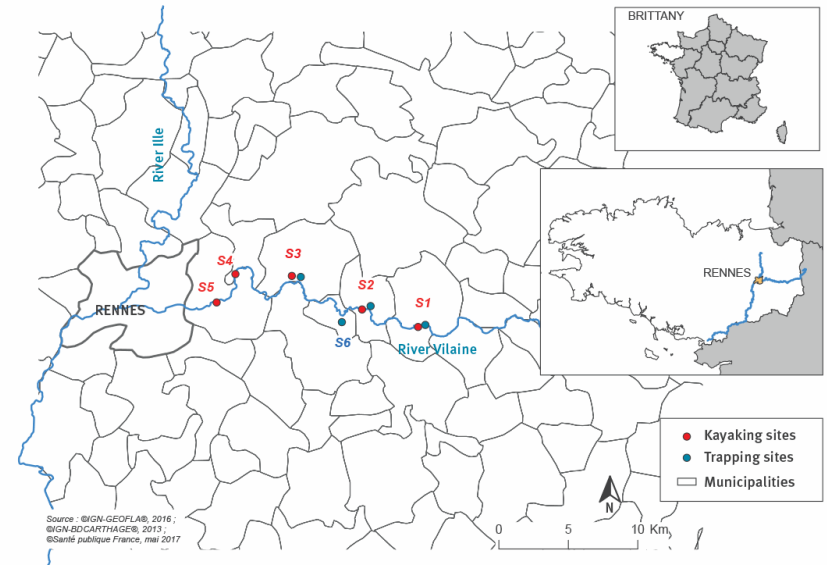 BRITTANY
River Ille
RENNES
S4
S3
S5
S2
S1
RENNES
S6
River Vilaine
Kayaking sites
Trapping sites
Municipalities
N
Source : ©IGN-GEOFLA®, 2016 ;
©IGN-BDCARTHAGE®, 2013 ;
©Santé publique France, mai 2017
0 5 10 Km